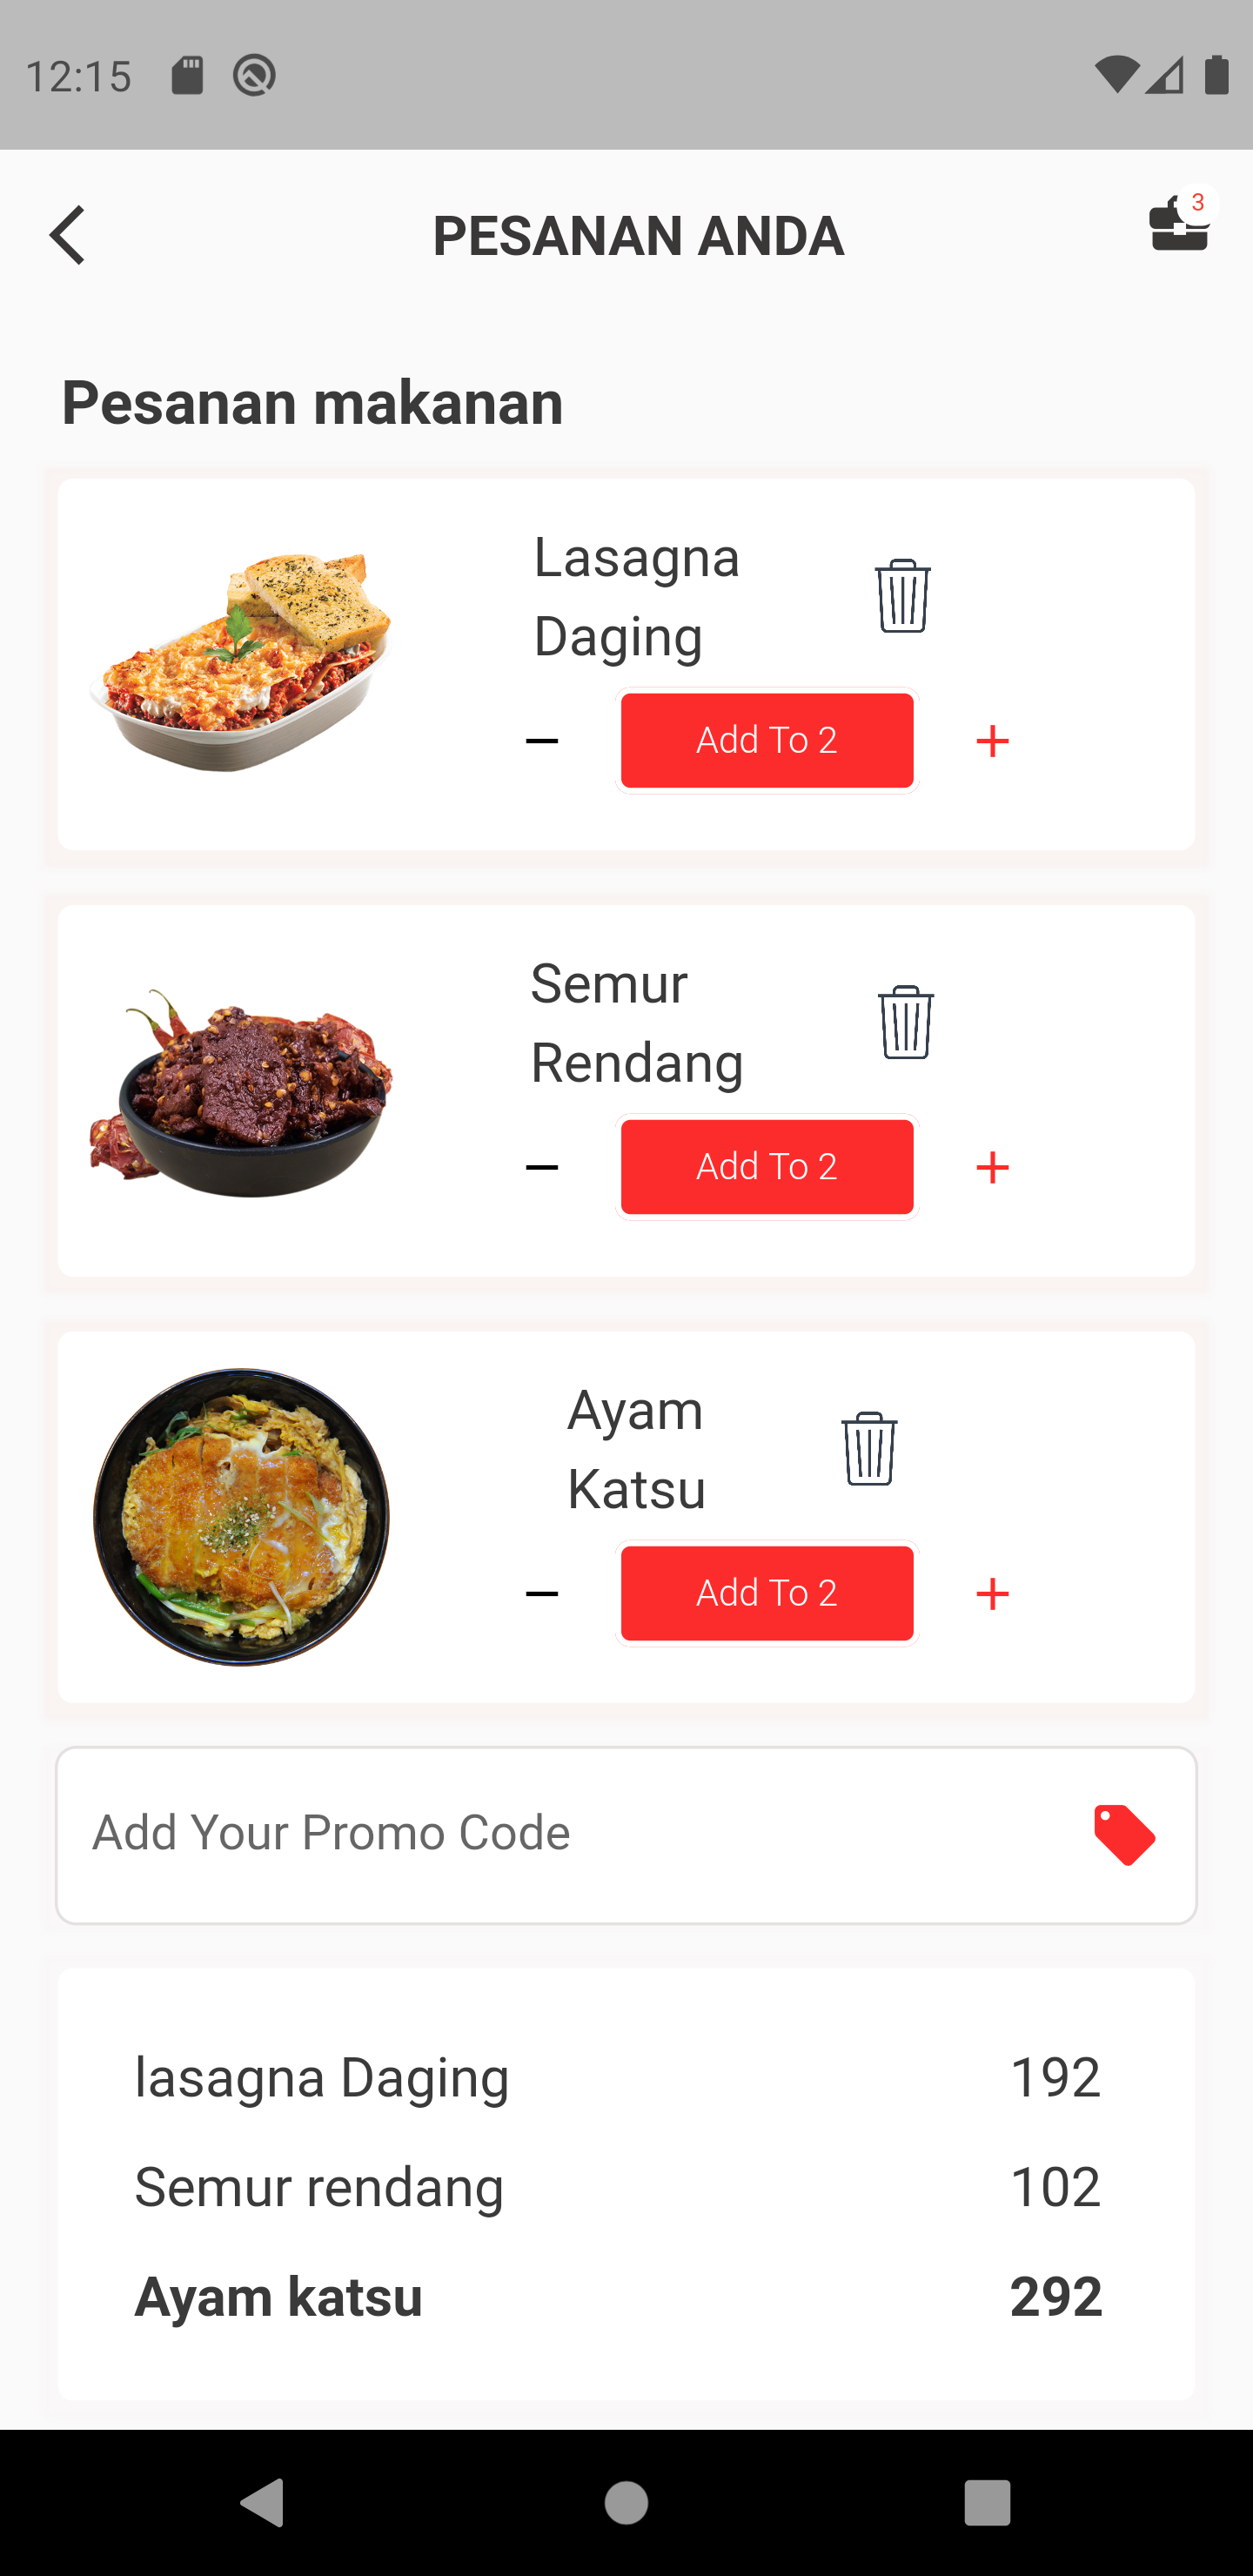 12:15
PESANAN ANDA
3
Pesanan makanan
Lasagna
Daging
Add To 2
Semur
Rendang
Add To 2
Ayam
Katsu
Add To 2
Add Your Promo Code
lasagna Daging 192
Semur rendang 102
Ayam katsu 292